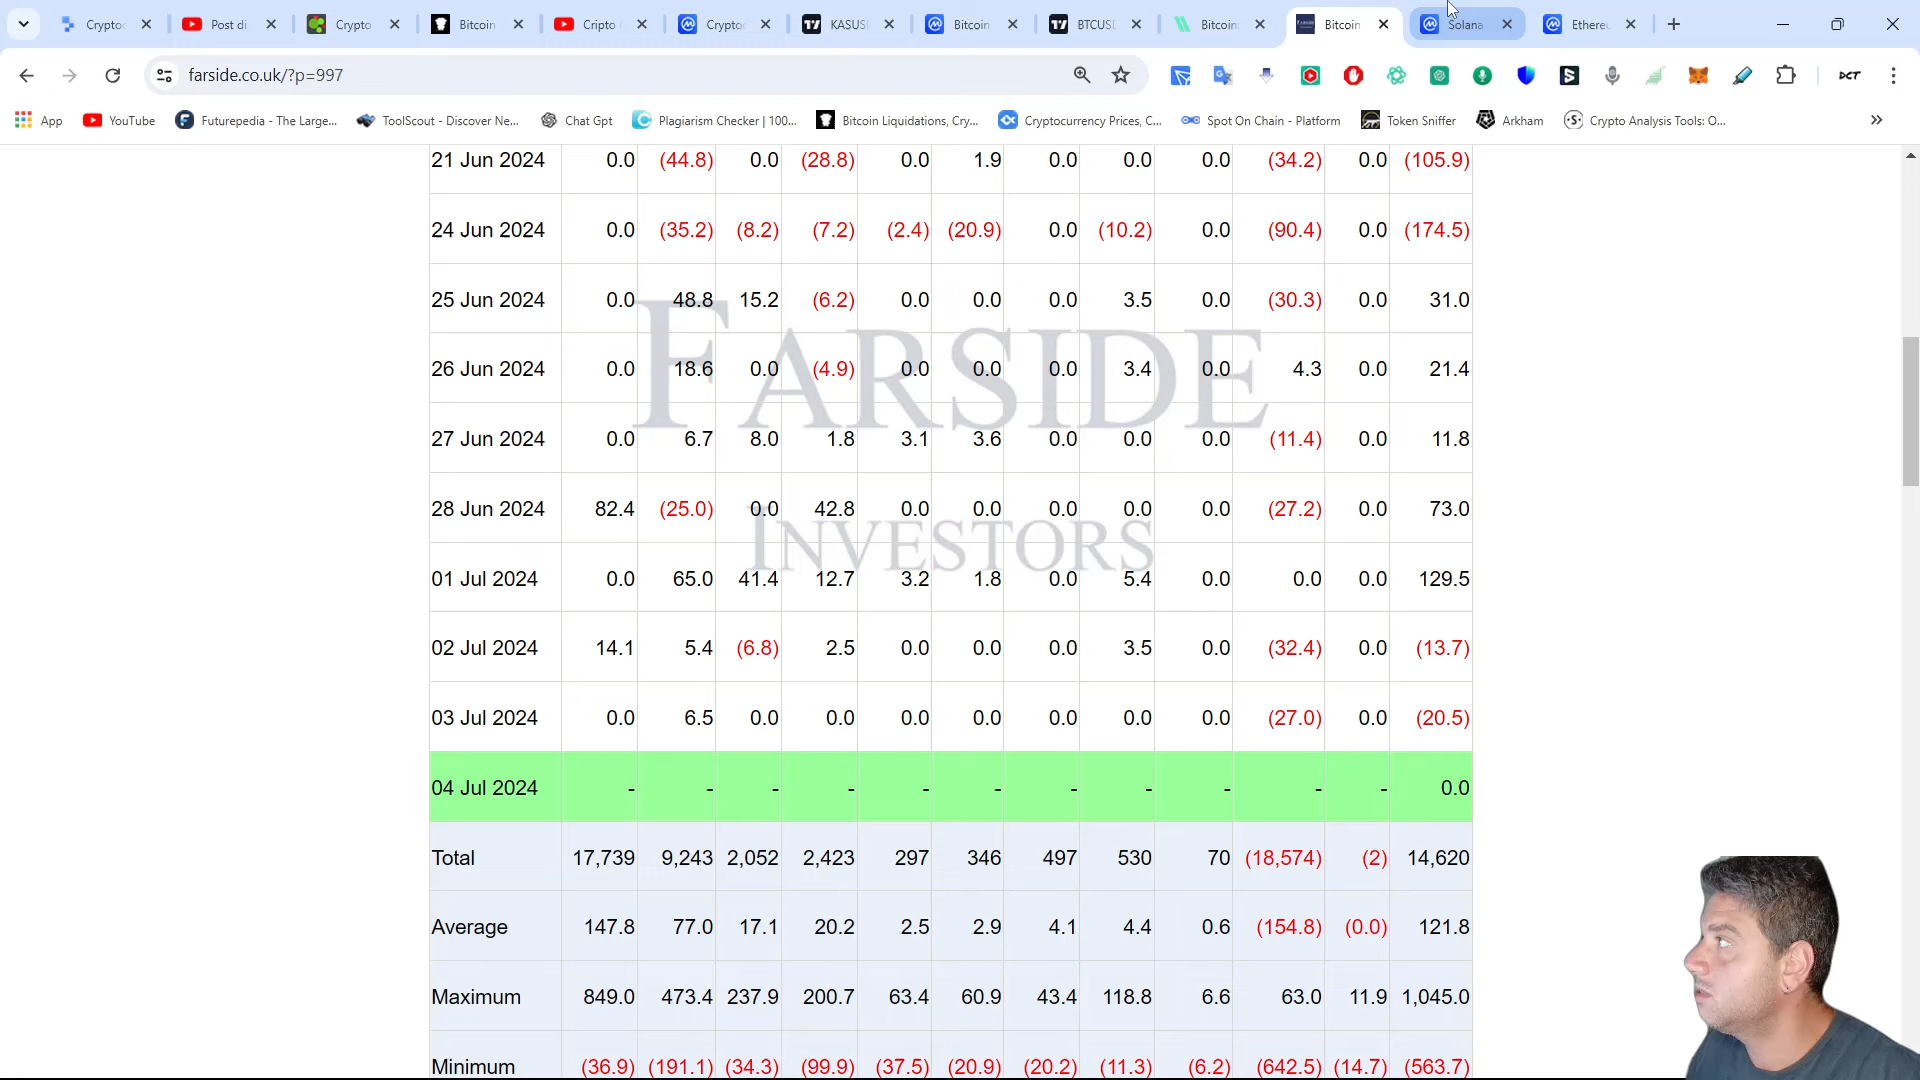 Crypto
Post di
Crypto
Bitcoin
Cripto
Crypto
KASUS
Bitcoin
BTCUS
Bitcoin
Bitcoin
Solana
Ethere
farside.co.uk/?p=997
DCT
App
YouTube
Futurepedia - The Large...
ToolScout - Discover Ne...
Chat Gpt
Plagiarism Checker | 100...
Bitcoin Liquidations, Cry...
Cryptocurrency Prices, C...
Spot On Chain - Platform
Token Sniffer
Arkham
Crypto Analysis Tools: O...
21 Jun 2024 0.0 (44.8) 0.0 (28.8) 0.0 1.9 0.0 0.0 0.0 (34.2) 0.0 (105.9)
24 Jun 2024 0.0 (35.2) (8.2) (7.2) (2.4) (20.9) 0.0 (10.2) 0.0 (90.4) 0.0 (174.5)
25 Jun 2024 0.0 48.8 15.2 (6.2) 0.0 0.0 0.0 3.5 0.0 (30.3) 0.0 31.0
26 Jun 2024 0.0 18.6 0.0 (4.9) 0.0 0.0 0.0 3.4 0.0 4.3 0.0 21.4
FARSIDE
27 Jun 2024 0.0 6.7 8.0 1.8 3.1 3.6 0.0 0.0 0.0 (11.4) 0.0 11.8
28 Jun 2024 82.4 (25.0) 0.0 42.8 0.0 0.0 0.0 0.0 0.0 (27.2) 0.0 73.0
INVESTORS
01 Jul 2024 0.0 65.0 41.4 12.7 3.2 1.8 0.0 5.4 0.0 0.0 0.0 129.5
02 Jul 2024 14.1 5.4 (6.8) 2.5 0.0 0.0 0.0 3.5 0.0 (32.4) 0.0 (13.7)
03 Jul 2024 0.0 6.5 0.0 0.0 0.0 0.0 0.0 0.0 0.0 (27.0) 0.0 (20.5)
04 Jul 2024 - - - - - - - - - - - 0.0
Total 17,739 9,243 2,052 2,423 297 346 497 530 70 (18,574) (2) 14,620
Average 147.8 77.0 17.1 20.2 2.5 2.9 4.1 4.4 0.6 (154.8) (0.0) 121.8
Maximum 849.0 473.4 237.9 200.7 63.4 60.9 43.4 118.8 6.6 63.0 11.9 1,045.0
Minimum (36.9) (191.1) (34.3) (99.9) (37.5) (20.9) (20.2) (11.3) (6.2) (642.5) (14.7) (563.7)